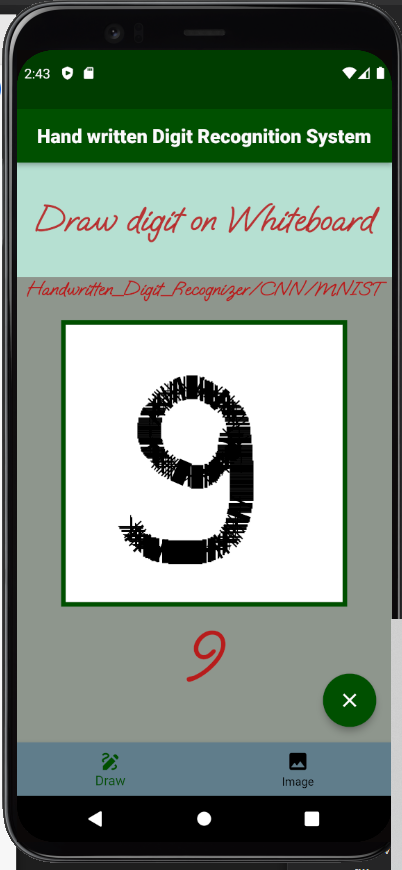 2:43
Hand written Digit Recognition System
Draw digit on Whiteboard
Handwritten_Digit_Recognizer/CNN/MNIST
9
9
Draw
Image